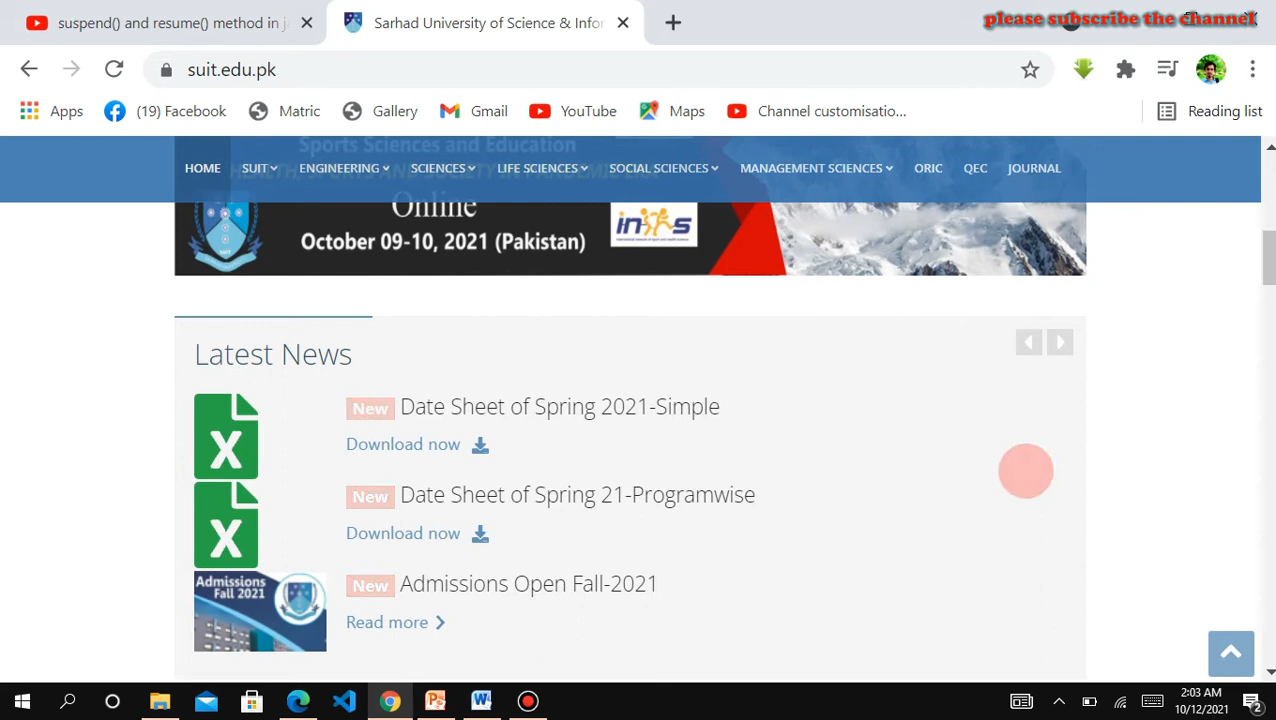 suspend() and resume() method in j
Sarhad University of Science & Infor
please subscribe the channel
suit.edu.pk
Apps
(19) Facebook
Matric
Gallery
Gmail
YouTube
Maps
Channel customisatio...
Reading list
Sports Sciences and Education
HOME SUIT ENGINEERING SCIENCES LIFE SCIENCES SOCIAL SCIENCES MANAGEMENT SCIENCES ORIC QEC JOURNAL
Online
October 09-10, 2021 (Pakistan)
Latest News
New Date Sheet of Spring 2021-Simple
Download now
New Date Sheet of Spring 21-Programwise
Download now
Admissions
Fall 2021
New Admissions Open Fall-2021
Read more
2:03 AM
10/12/2021
2